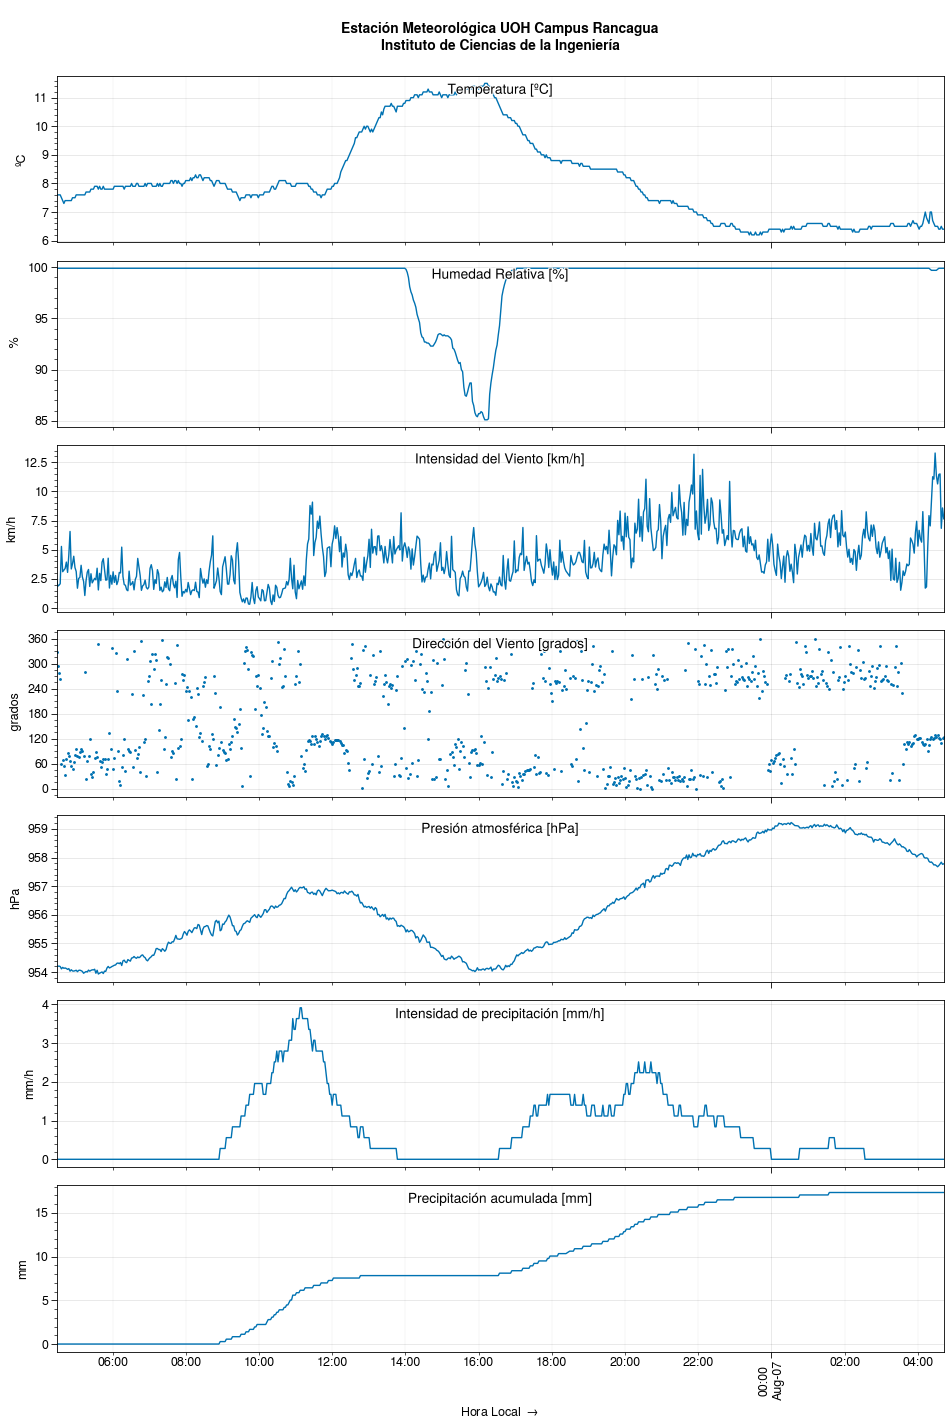 Estación Meteorológica UOH Campus Rancagua
Instituto de Ciencias de la Ingeniería
Temperatura [ºC]
ºC
11
10
9
8
7
6
Humedad Relativa [%]
%
100
95
90
85
Intensidad del Viento [km/h]
km/h
12.5
10
7.5
5
2.5
0
Dirección del Viento [grados]
grados
360
300
240
180
120
60
0
Presión atmosférica [hPa]
hPa
959
958
957
956
955
954
Intensidad de precipitación [mm/h]
mm/h
4
3
2
1
0
Precipitación acumulada [mm]
mm
15
10
5
0
06:00 08:00 10:00 12:00 14:00 16:00 18:00 20:00 22:00 00:00 02:00 04:00
Aug-07
Hora Local →